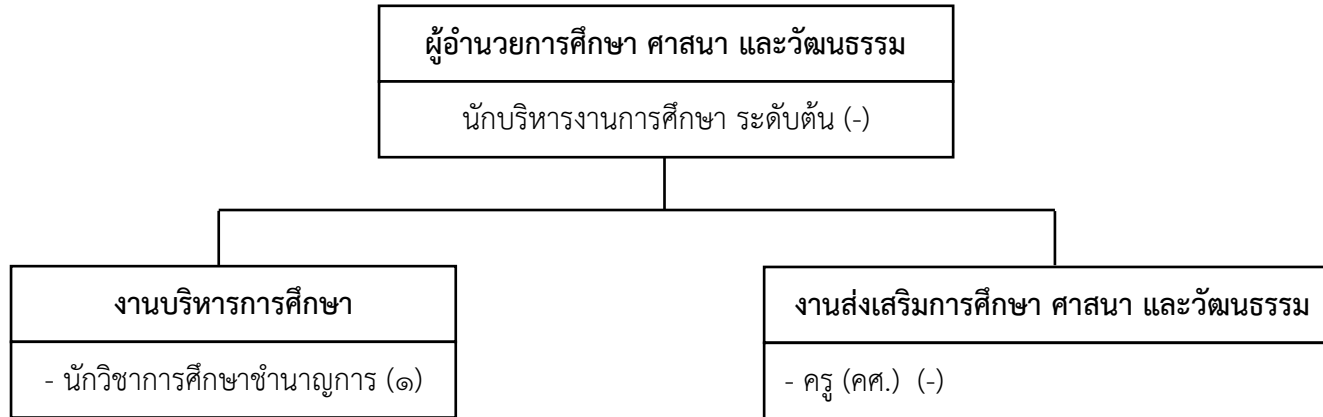 ผู้อำนวยการศึกษา ศาสนา และวัฒนธรรม
นักบริหารงานการศึกษา ระดับต้น (-)
งานบริหารการศึกษา
- นักวิชาการศึกษาชำนาญการ (๑)
งานส่งเสริมการศึกษา ศาสนา และวัฒนธรรม
- ครู (คศ.) (-)